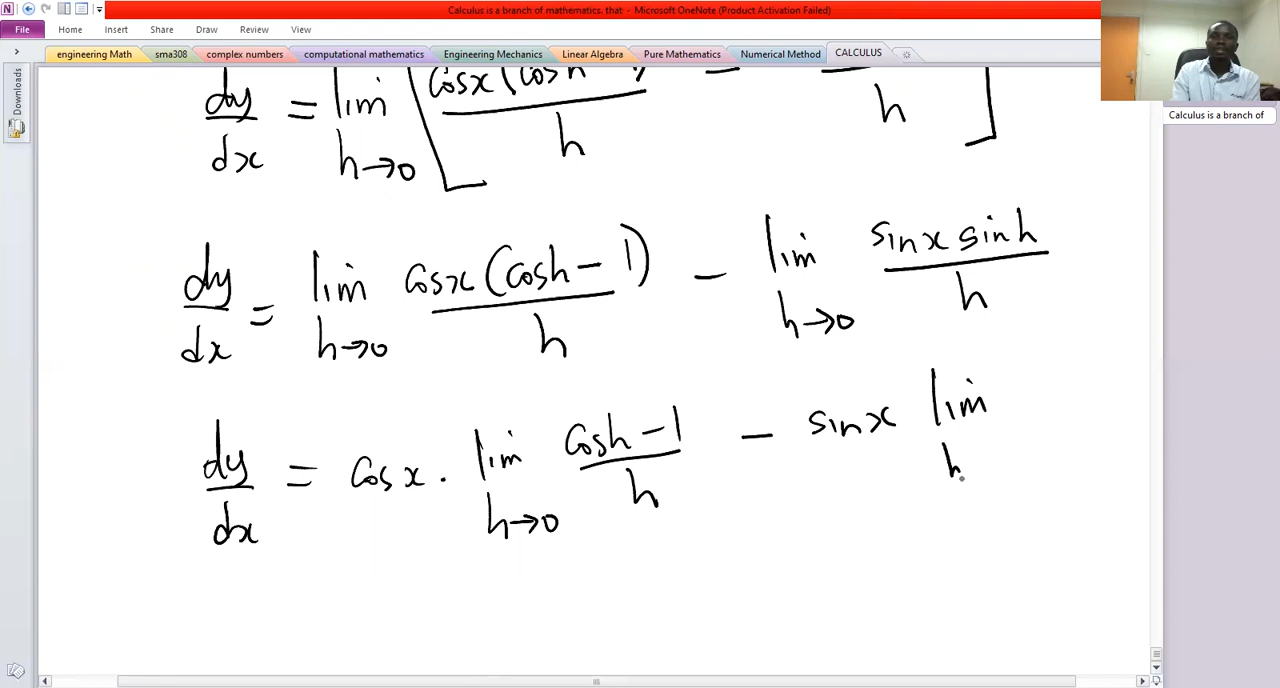 Calculus is a branch of mathematics. that - Microsoft OneNote (Product Activation Failed)
File Home Insert Share Draw Review View
engineering Math sma308 complex numbers computational mathematics Engineering Mechanics Linear Algebra Pure Mathematics Numerical Method CALCULUS
Downloads
Calculus is a branch of
dy/dx = lim h→0 [ cosx(cosh / h − / h ]
dy/dx = lim h→0 cosx(cosh − 1) / h − lim h→0 sinx sinh / h
dy/dx = cosx · lim h→0 cosh − 1 / h − sinx lim h